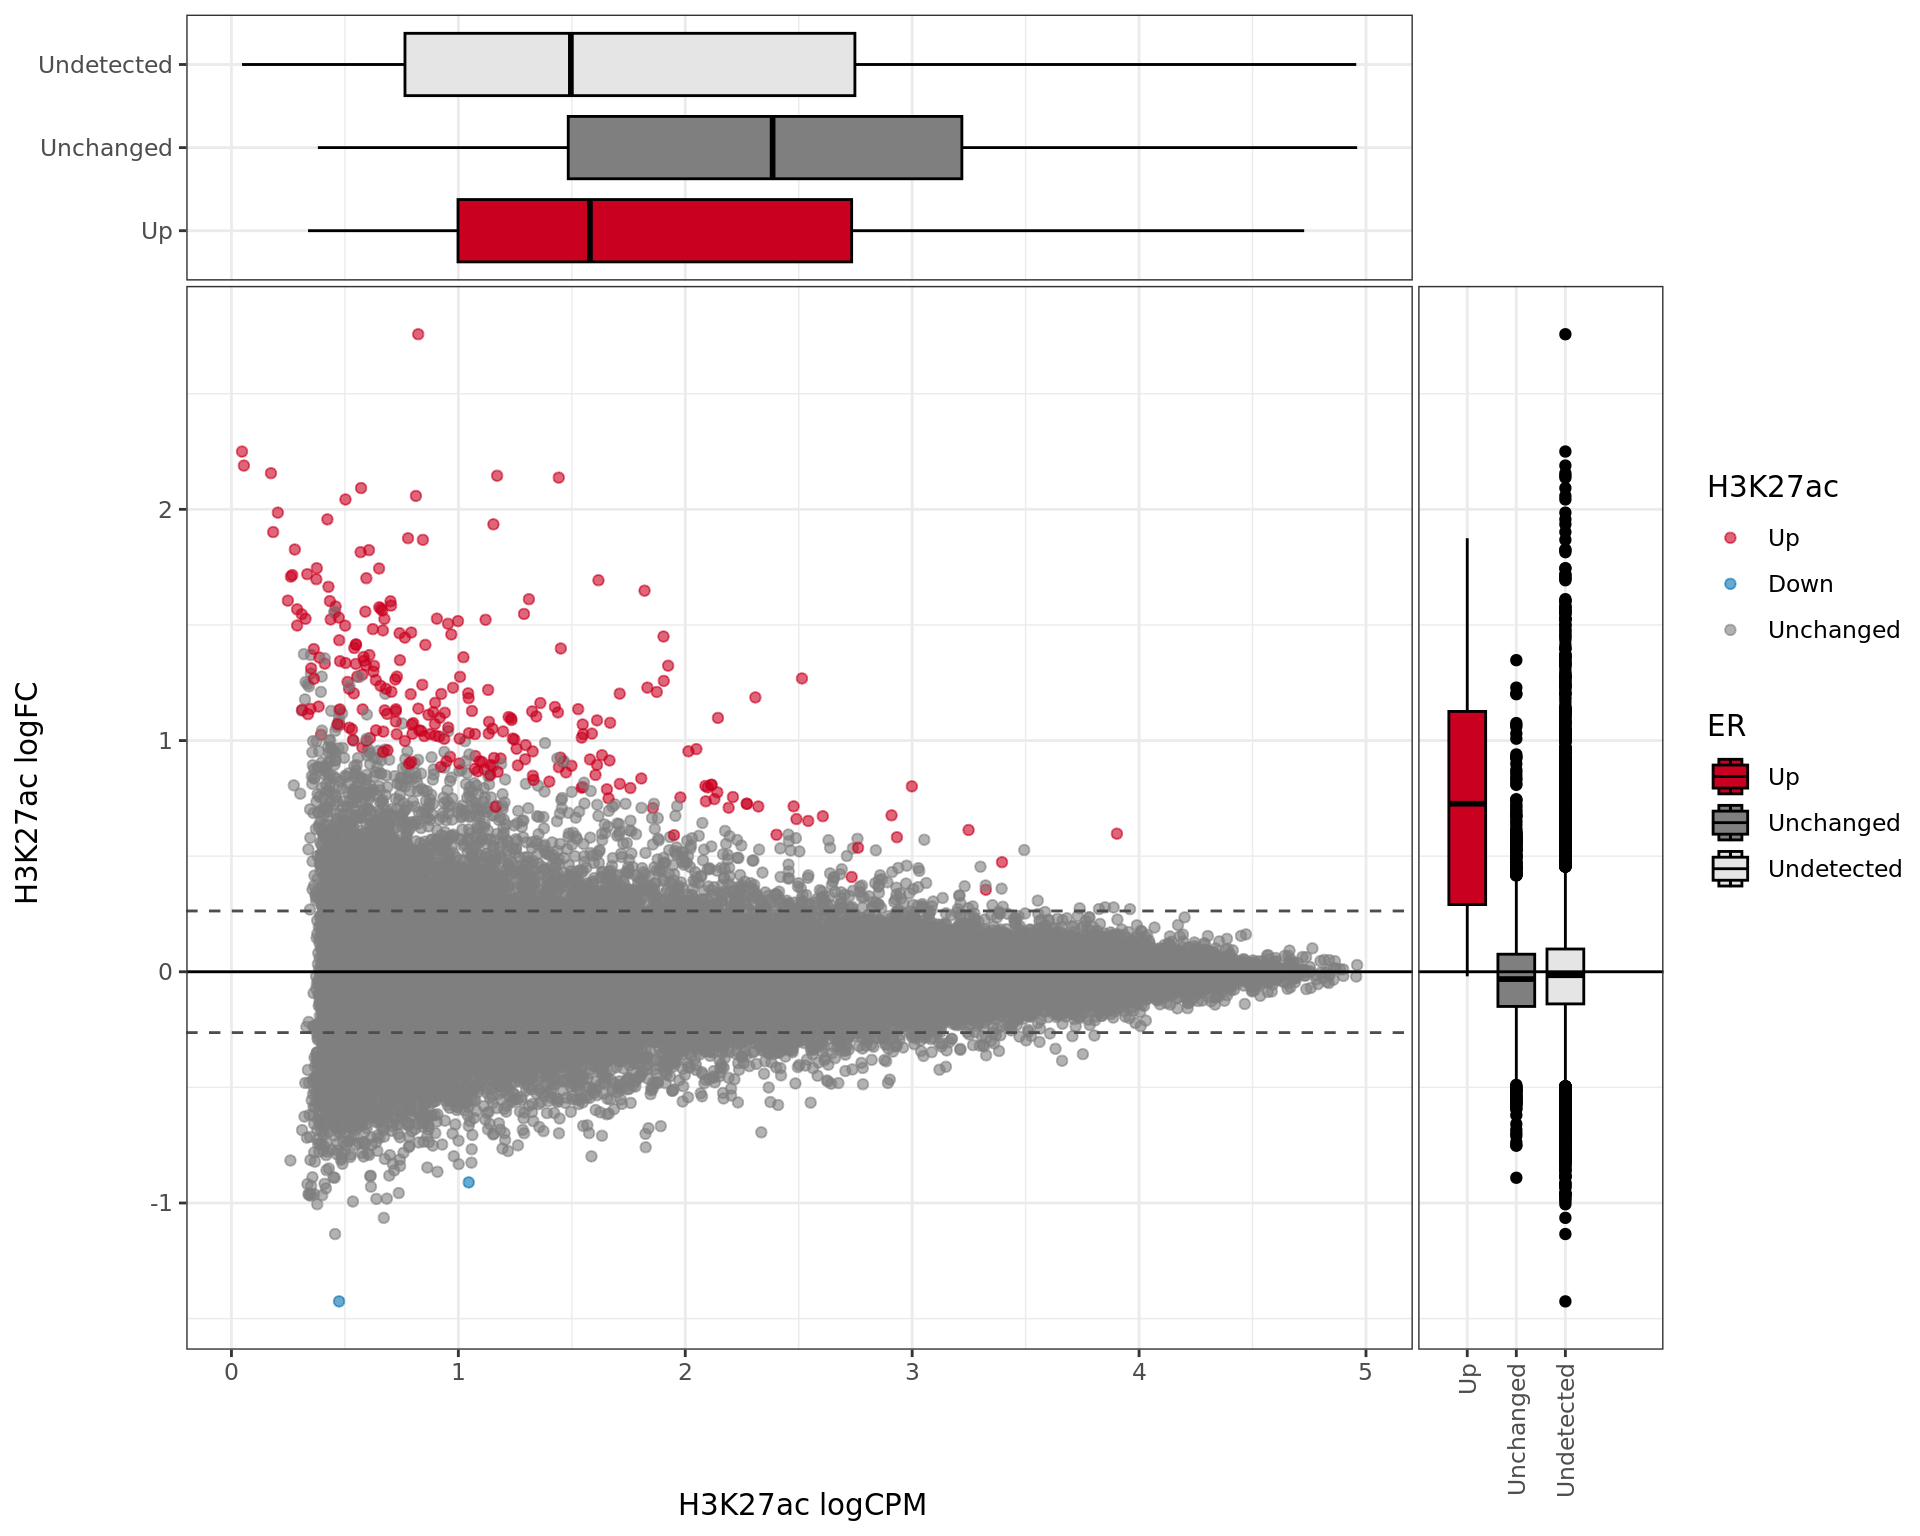 Undetected
Unchanged
Up
H3K27ac logFC
2
1
0
-1
0
1
2
3
4
5
H3K27ac logCPM
Up
Unchanged
Undetected
H3K27ac
Up
Down
Unchanged
ER
Up
Unchanged
Undetected